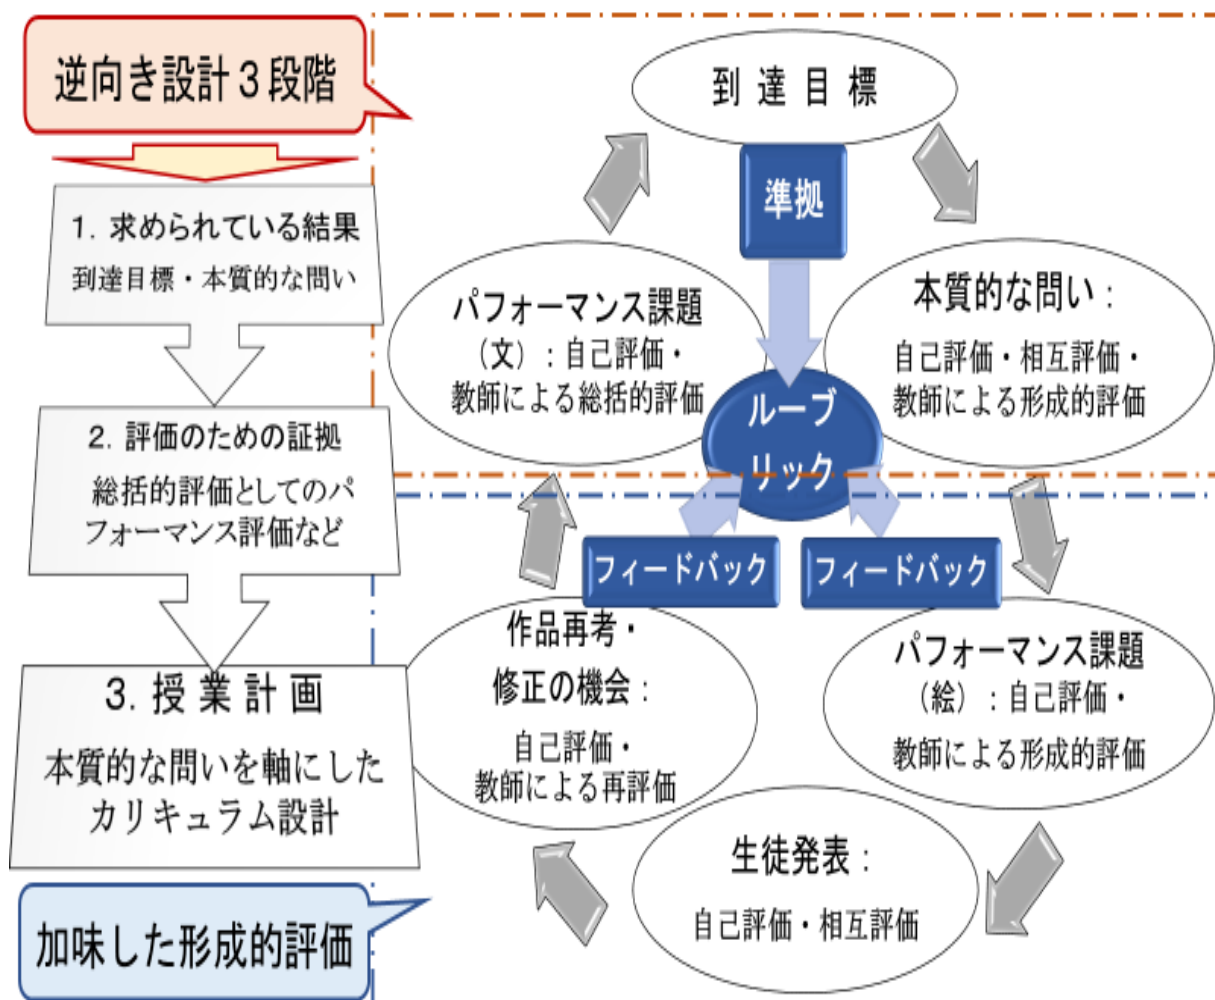 逆向き設計３段階
1．求められている結果
到達目標・本質的な問い
2．評価のための証拠
総括的評価としてのパ
フォーマンス評価など
3．授 業 計 画
本質的な問いを軸にした
カリキュラム設計
加味した形成的評価
到 達 目 標
準拠
本質的な問い：
自己評価・相互評価・
教師による形成的評価
パフォーマンス課題
（文）：自己評価・
教師による総括的評価
ルーブ
リック
フィードバック
フィードバック
パフォーマンス課題
（絵）：自己評価・
教師による形成的評価
生徒発表：
自己評価・相互評価
作品再考・
修正の機会：
自己評価・
教師による再評価